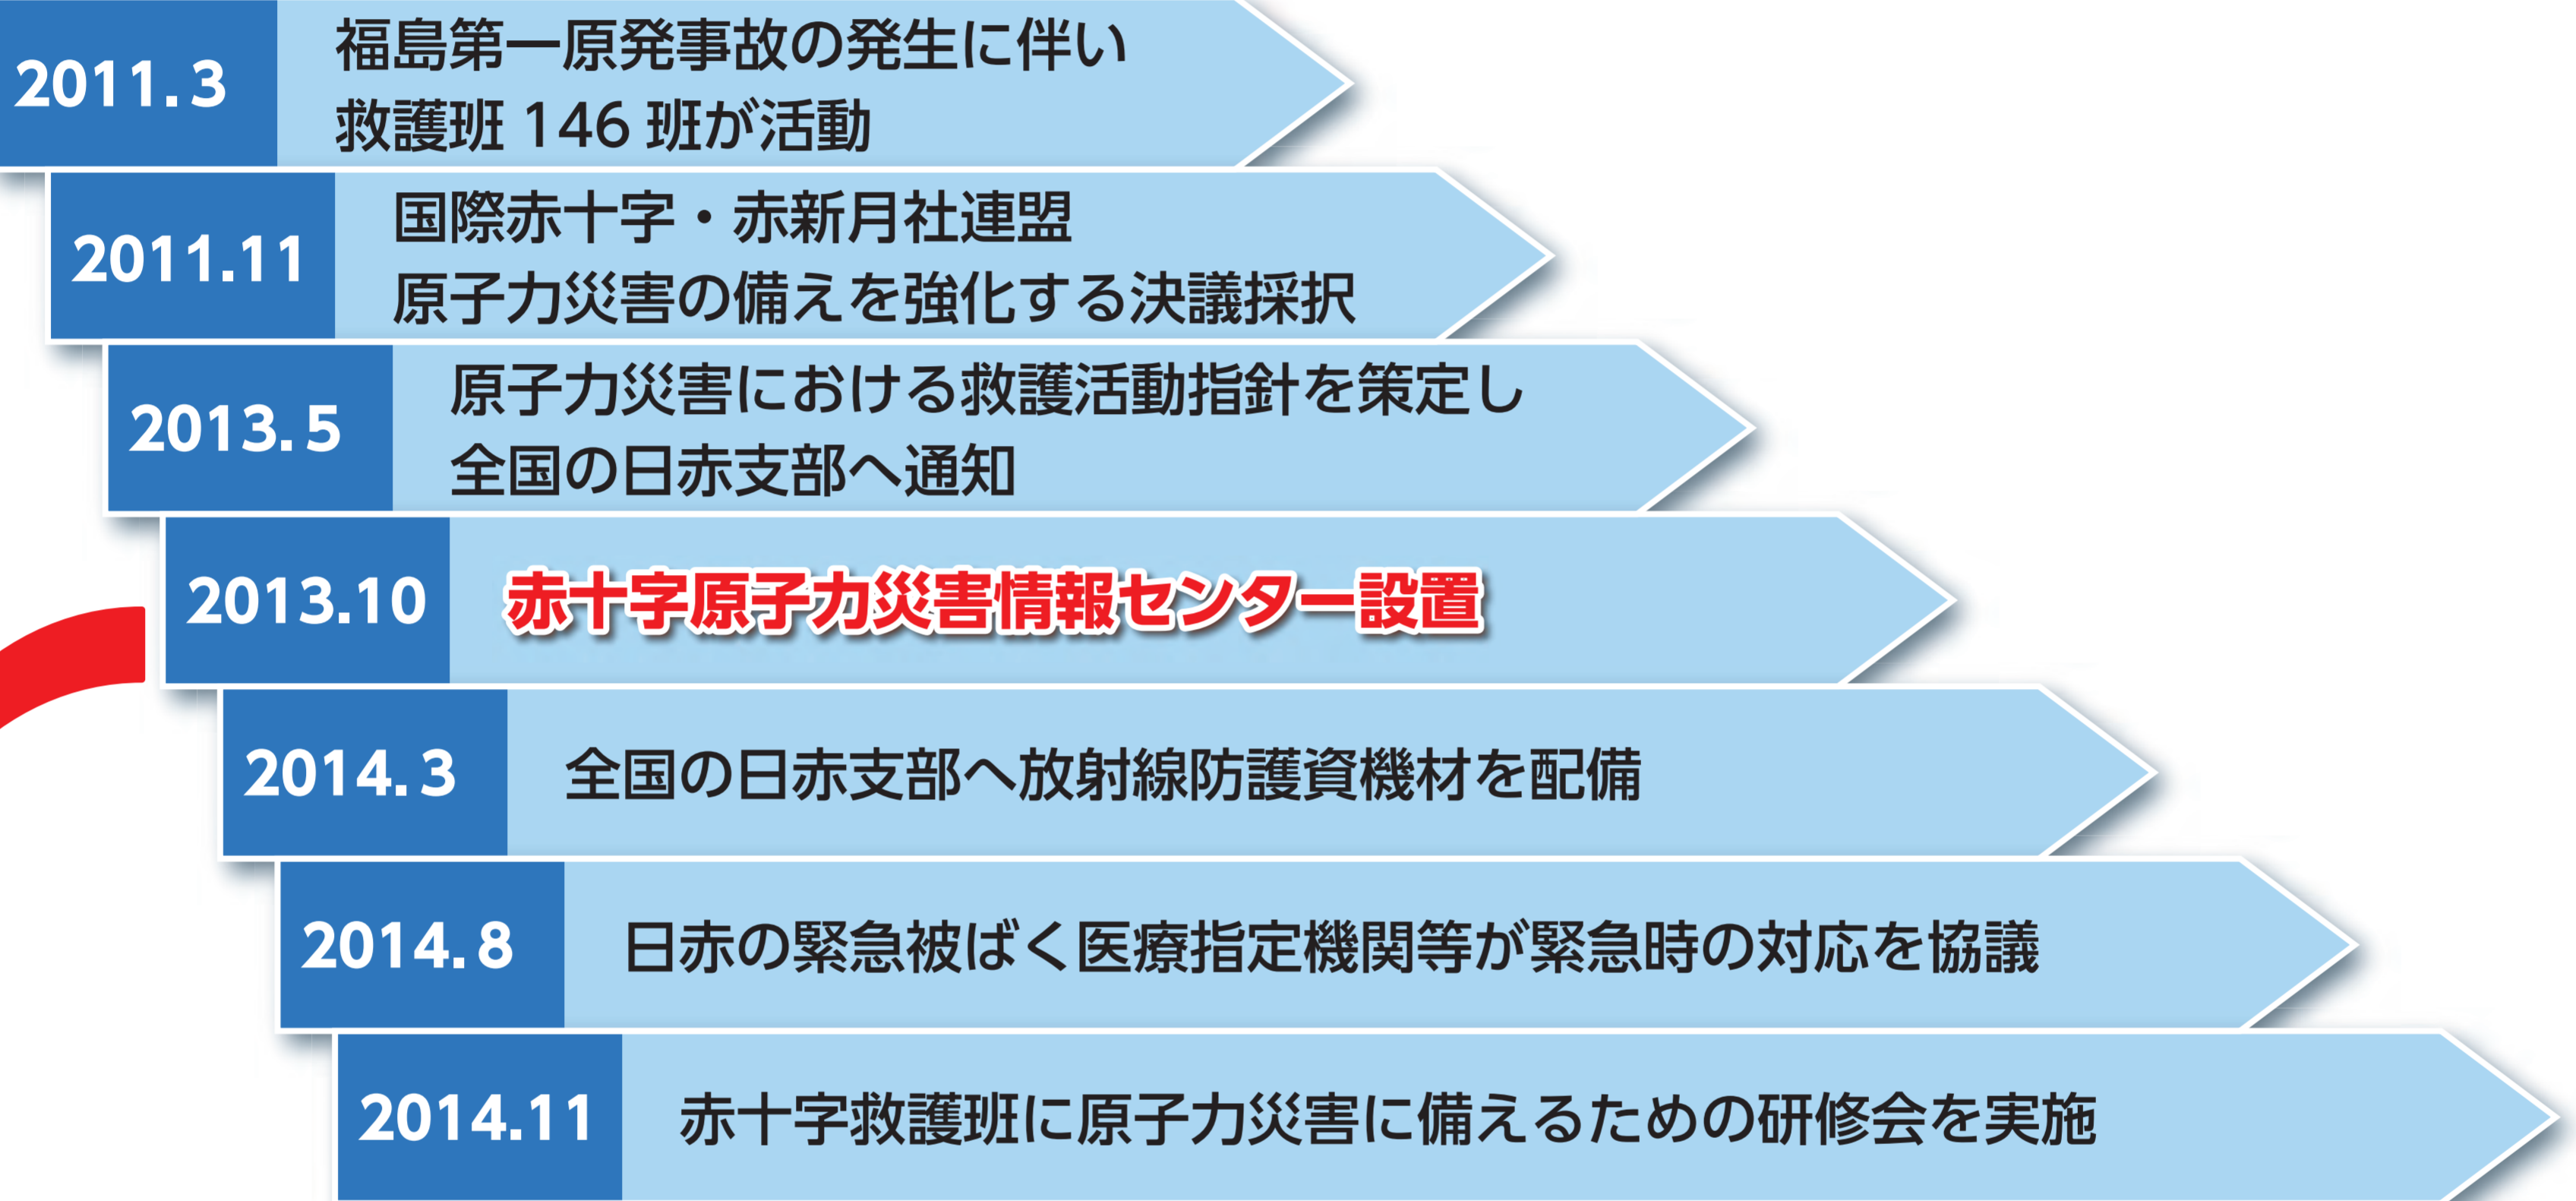 2011.3
福島第一原発事故の発生に伴い
救護班 146 班が活動
2011.11
国際赤十字・赤新月社連盟
原子力災害の備えを強化する決議採択
2013.5
原子力災害における救護活動指針を策定し
全国の日赤支部へ通知
2013.10
赤十字原子力災害情報センター設置
2014.3
全国の日赤支部へ放射線防護資機材を配備
2014.8
日赤の緊急被ばく医療指定機関等が緊急時の対応を協議
2014.11
赤十字救護班に原子力災害に備えるための研修会を実施